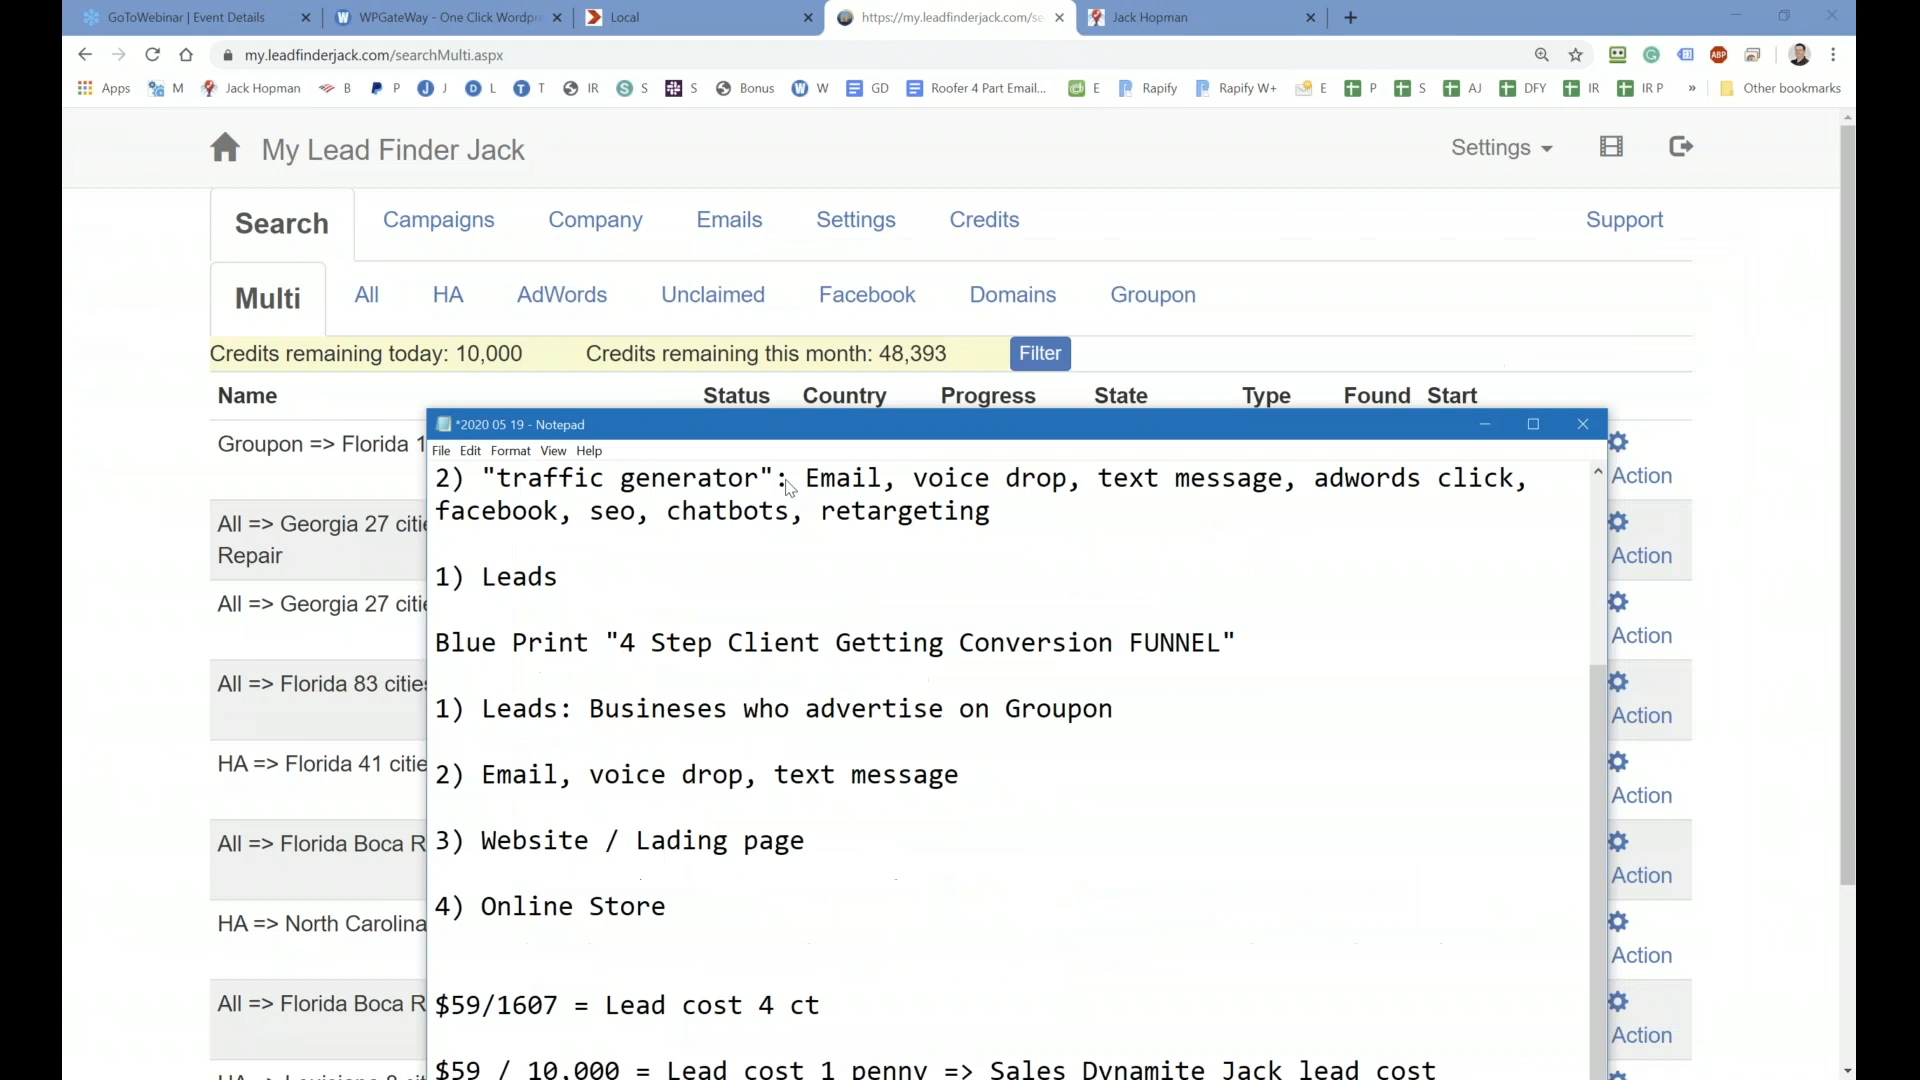 GoToWebinar | Event Details
WPGateWay - One Click Wordpr
Local
https://my.leadfinderjack.com/se
Jack Hopman
my.leadfinderjack.com/searchMulti.aspx
ABP
Apps M Jack Hopman B P J L T IR S S Bonus W GD Roofer 4 Part Email... E Rapify Rapify W+ E P S AJ DFY IR IR P » Other bookmarks
My Lead Finder Jack
Settings
Search Campaigns Company Emails Settings Credits Support
Multi All HA AdWords Unclaimed Facebook Domains Groupon
Credits remaining today: 10,000 Credits remaining this month: 48,393 Filter
Name Status Country Progress State Type Found Start
Groupon => Florida 1
Action
All => Georgia 27 citie
Repair
Action
All => Georgia 27 citie
Action
All => Florida 83 cities
Action
HA => Florida 41 citie
Action
All => Florida Boca R
Action
HA => North Carolina
Action
All => Florida Boca R
Action
*2020 05 19 - Notepad
File Edit Format View Help
2) "traffic generator": Email, voice drop, text message, adwords click,
facebook, seo, chatbots, retargeting
1) Leads
Blue Print "4 Step Client Getting Conversion FUNNEL"
1) Leads: Busineses who advertise on Groupon
2) Email, voice drop, text message
3) Website / Lading page
4) Online Store
$59/1607 = Lead cost 4 ct
$59 / 10,000 = Lead cost 1 penny => Sales Dynamite Jack lead cost